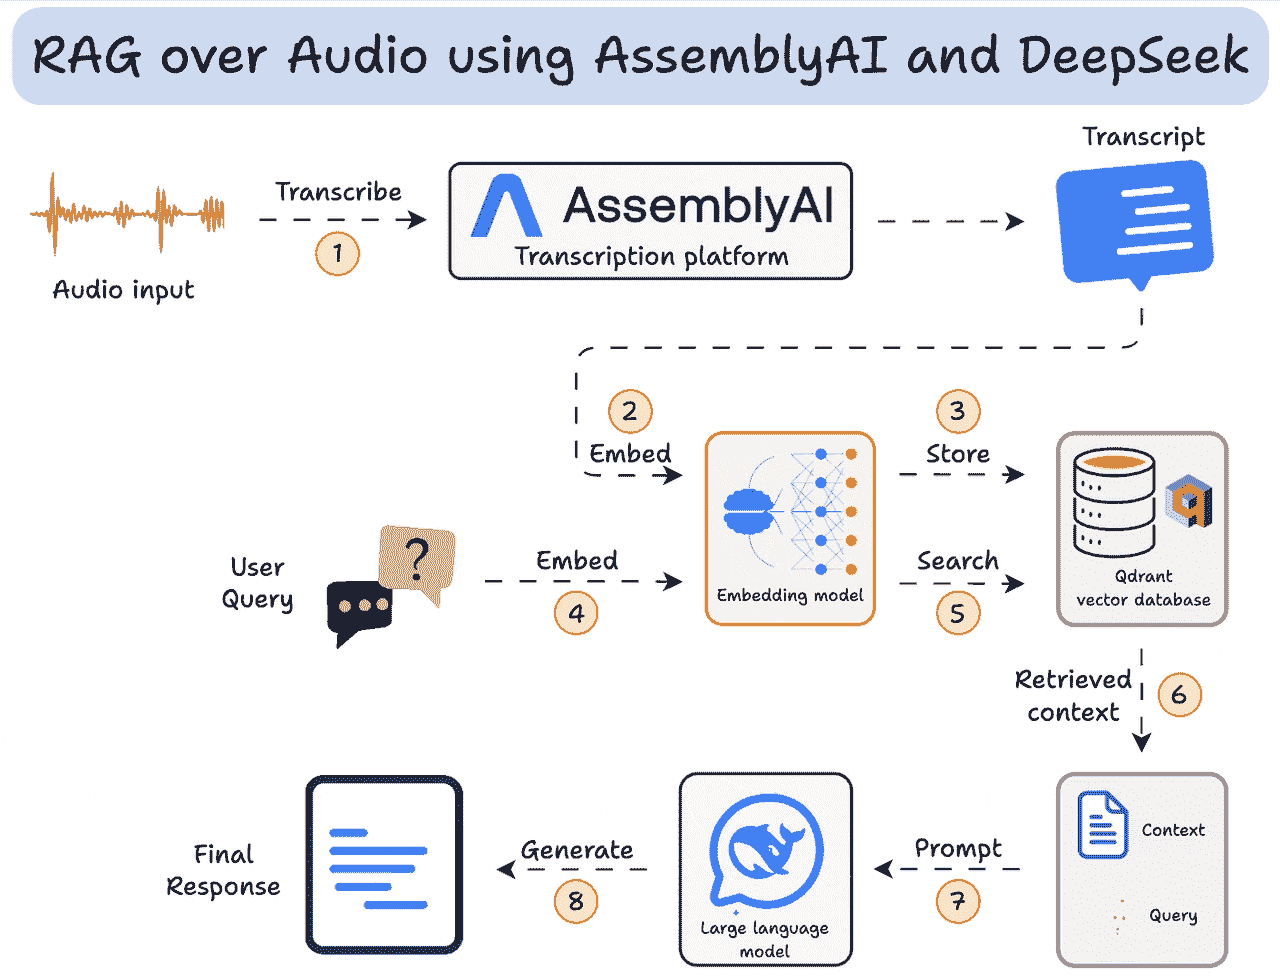 RAG over Audio using AssemblyAI and DeepSeek
Transcript
Transcribe
1
AssemblyAI
Transcription platform
Audio input
2
3
Embed
Store
User
Query
?
Embed
4
Embedding model
Search
5
Qdrant
vector database
Retrieved
context
6
Final
Response
Generate
8
Large language
model
Prompt
7
Context
Query